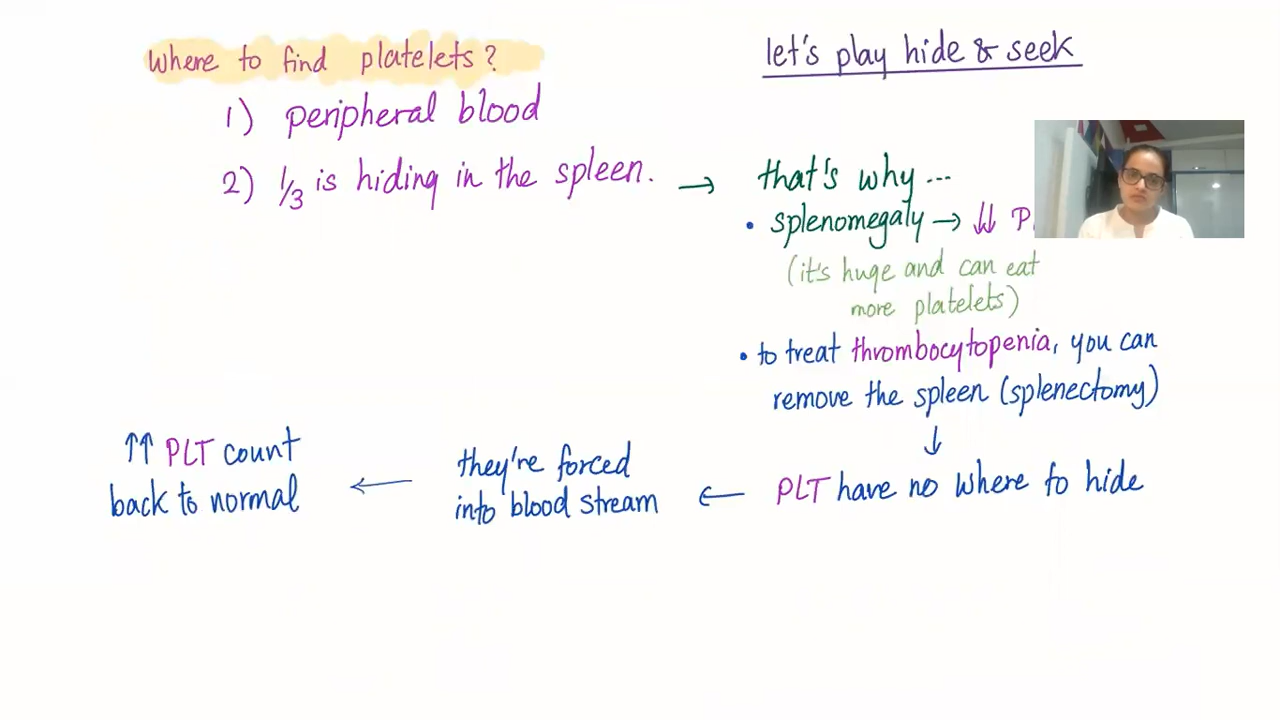 where to find platelets?
1) peripheral blood
2) 1/3 is hiding in the spleen. →
let's play hide & seek
that's why ...
• splenomegaly → ↓↓
(it's huge and can eat
more platelets)
• to treat thrombocytopenia, you can
remove the spleen (splenectomy)
↓
PLT have no where to hide
←
they're forced
into blood stream
←
↑↑ PLT count
back to normal